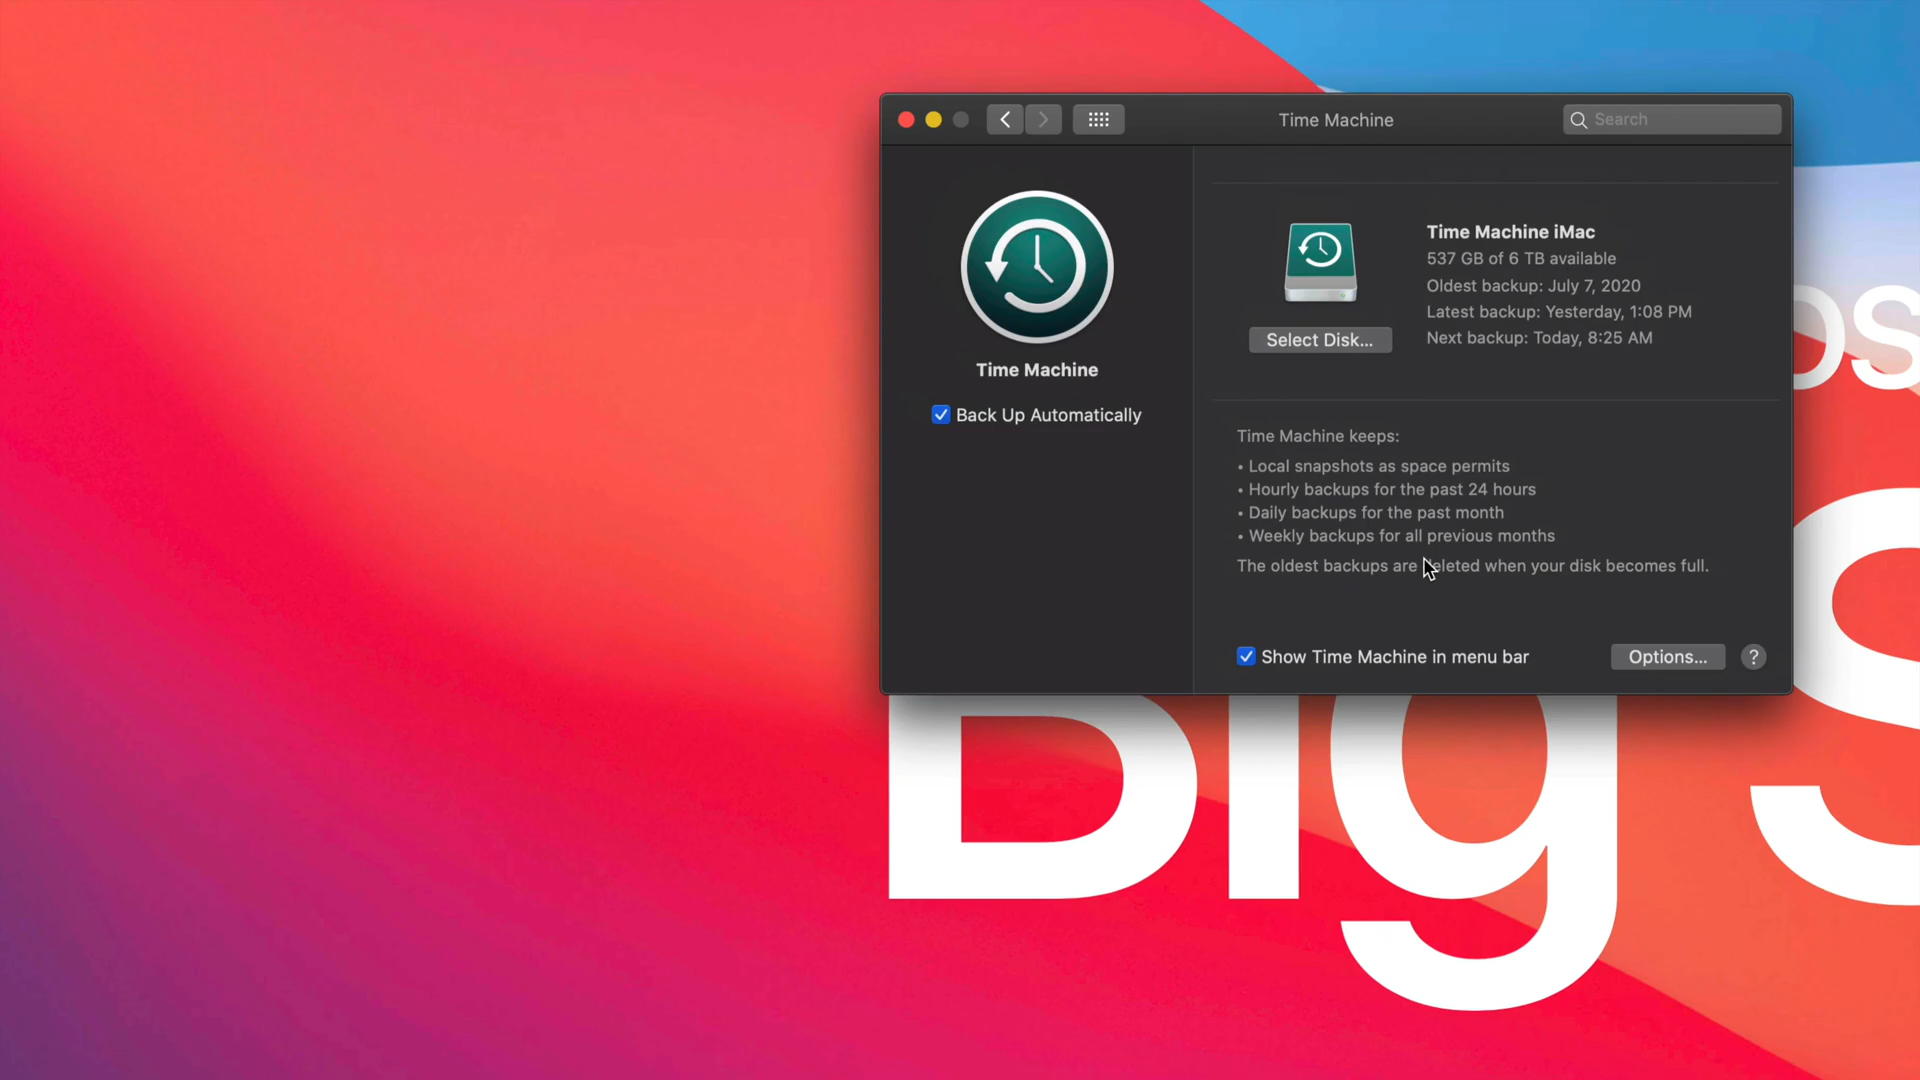 Time Machine
Search
Time Machine
Back Up Automatically
Time Machine iMac
537 GB of 6 TB available
Oldest backup: July 7, 2020
Latest backup: Yesterday, 1:08 PM
Next backup: Today, 8:25 AM
Select Disk...
Time Machine keeps:
• Local snapshots as space permits
• Hourly backups for the past 24 hours
• Daily backups for the past month
• Weekly backups for all previous months
The oldest backups are deleted when your disk becomes full.
Show Time Machine in menu bar
Options...
?
OS
Big S